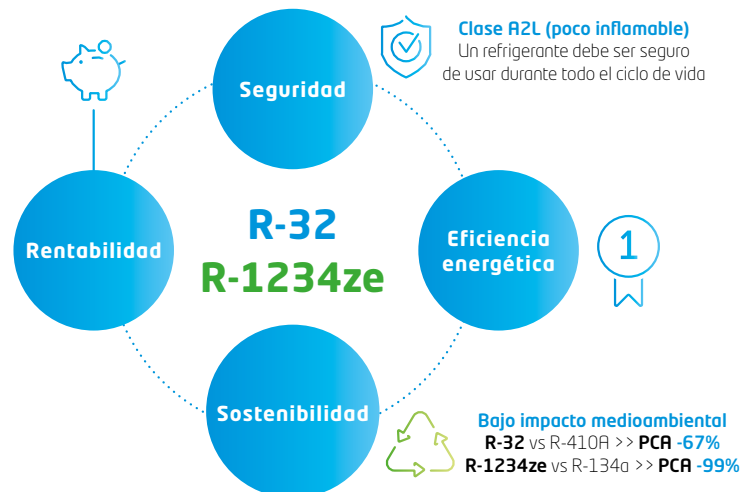 Clase A2L (poco inflamable)
Un refrigerante debe ser seguro
de usar durante todo el ciclo de vida
Seguridad
Rentabilidad
R-32
R-1234ze
Eficiencia
energética
1
Sostenibilidad
Bajo impacto medioambiental
R-32 vs R-410A >> PCA -67%
R-1234ze vs R-134a >> PCA -99%